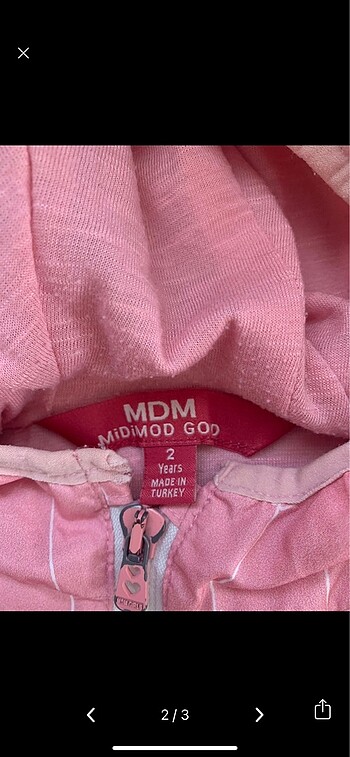 MDM
MiDiMOD GOD
2
Years
MADE IN
TURKEY
2/3